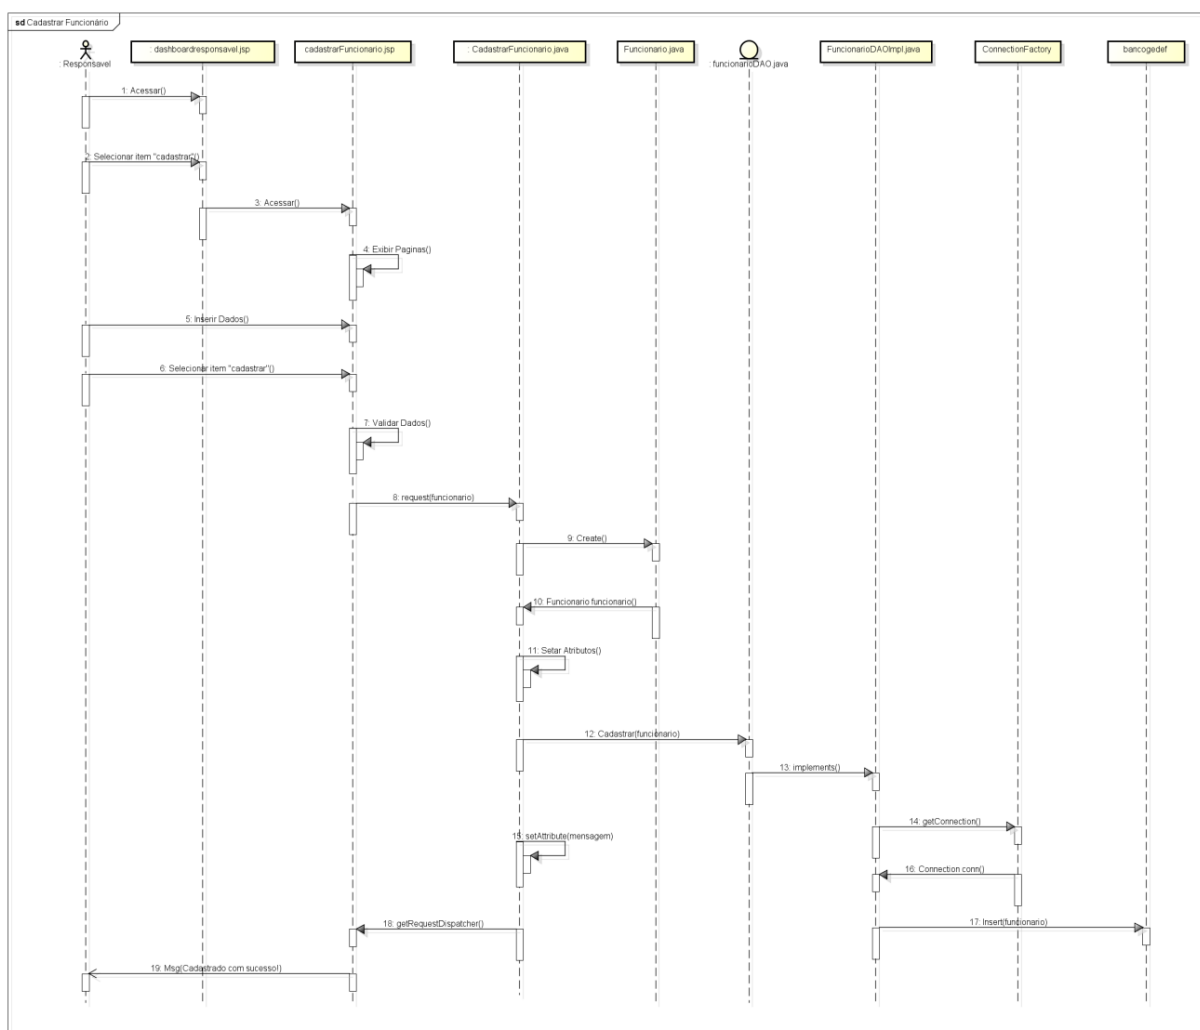 sd Cadastrar Funcionário
: Responsavel
: dashboardresponsavel.jsp
cadastrarFuncionario.jsp
: CadastrarFuncionario.java
Funcionario.java
: funcionarioDAO.java
FuncionarioDAOImpl.java
ConnectionFactory
bancogedef
1: Acessar()
2: Selecionar item "cadastrar"()
3: Acessar()
4: Exibir Paginas()
5: Inserir Dados()
6: Selecionar item "cadastrar"()
7: Validar Dados()
8: request(funcionario)
9: Create()
10: Funcionario funcionario()
11: Setar Atributos()
12: Cadastrar(funcionario)
13: implements()
14: getConnection()
15: setAttribute(mensagem)
16: Connection conn()
17: Insert(funcionario)
18: getRequestDispatcher()
19: Msg(Cadastrado com sucesso!)